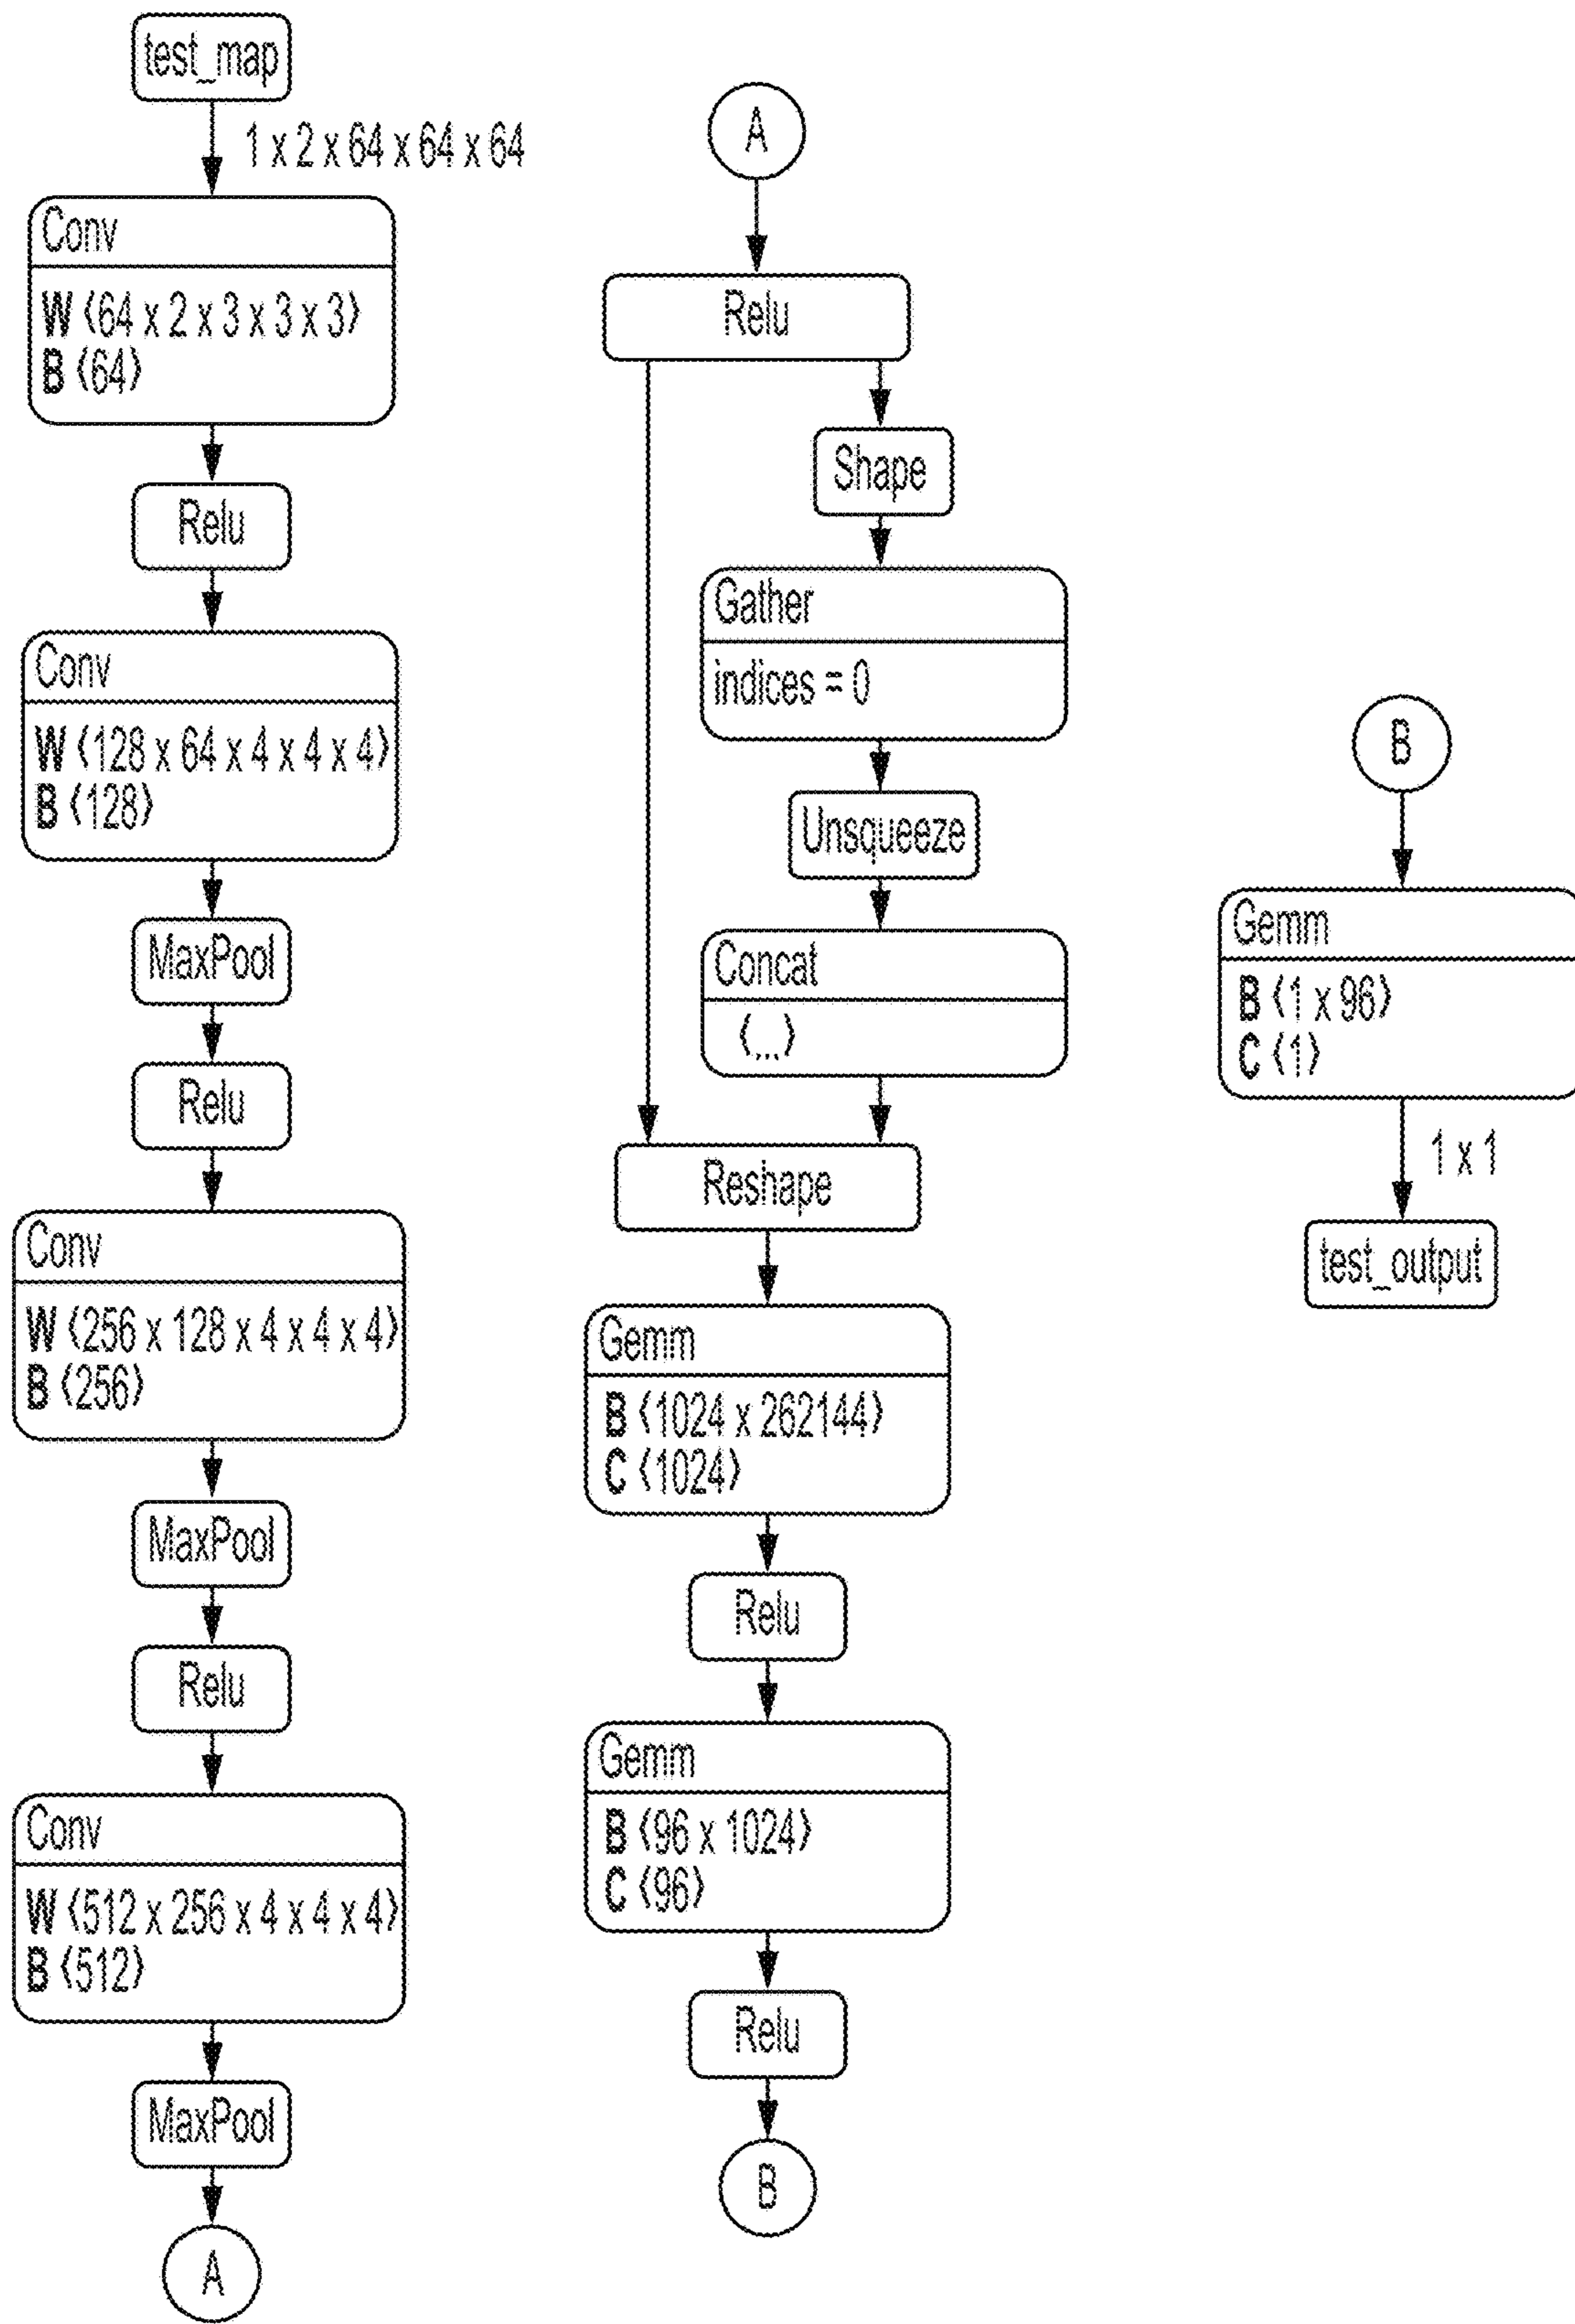 test_map
1 x 2 x 64 x 64 x 64
Conv
W ⟨64 x 2 x 3 x 3 x 3⟩
B ⟨64⟩
Relu
Conv
W ⟨128 x 64 x 4 x 4 x 4⟩
B ⟨128⟩
MaxPool
Relu
Conv
W ⟨256 x 128 x 4 x 4 x 4⟩
B ⟨256⟩
MaxPool
Relu
Conv
W ⟨512 x 256 x 4 x 4 x 4⟩
B ⟨512⟩
MaxPool
A
A
Relu
Shape
Gather
indices = 0
Unsqueeze
Concat
⟨...⟩
Reshape
Gemm
B ⟨1024 x 262144⟩
C ⟨1024⟩
Relu
Gemm
B ⟨96 x 1024⟩
C ⟨96⟩
Relu
B
B
Gemm
B ⟨1 x 96⟩
C ⟨1⟩
1 x 1
test_output